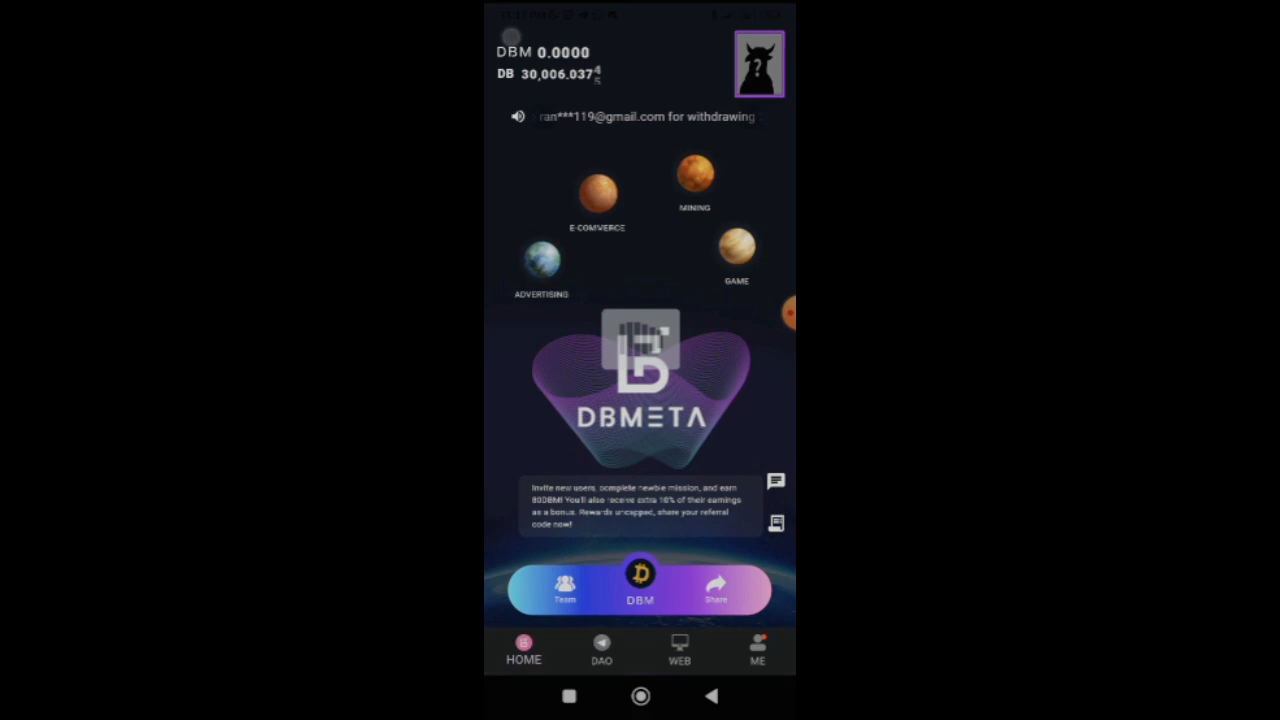 DBM 0.0000
DB 30,006.037
ran***119@gmail.com for withdrawing
MINING
E-COMVERCE
GAME
ADVERTISING
DBMETA
Invite new users, complete newbie mission, and earn
80DBM! You'll also receive extra 10% of their earnings
as a bonus. Rewards uncapped, share your referral
code now!
Team
DBM
Share
HOME
DAO
WEB
ME